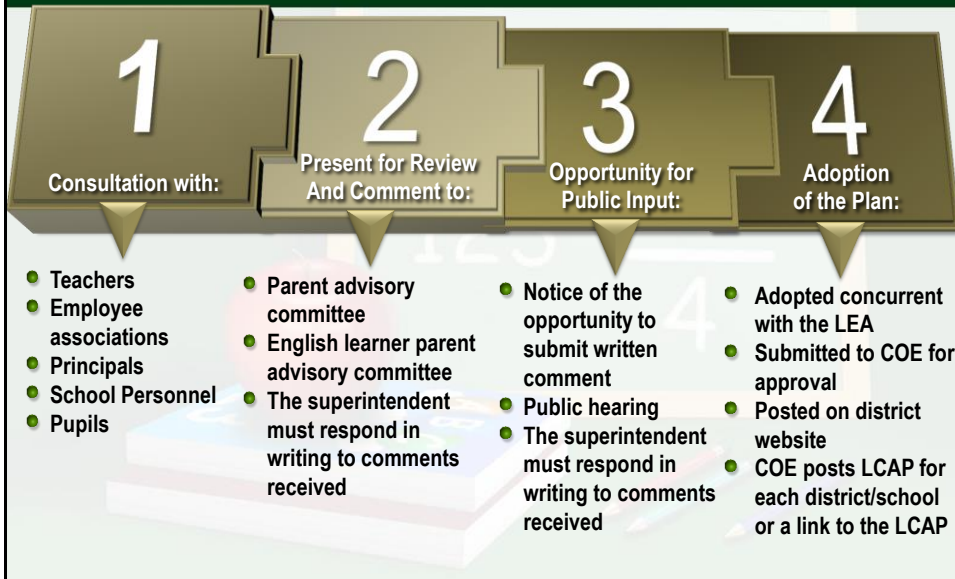 1
Consultation with:
Teachers
Employee
associations
Principals
School Personnel
Pupils
2
Present for Review
And Comment to:
Parent advisory
committee
English learner parent
advisory committee
The superintendent
must respond in
writing to comments
received
3
Opportunity for
Public Input:
Notice of the
opportunity to
submit written
comment
Public hearing
The superintendent
must respond in
writing to comments
received
4
Adoption
of the Plan:
Adopted concurrent
with the LEA
Submitted to COE for
approval
Posted on district
website
COE posts LCAP for
each district/school
or a link to the LCAP